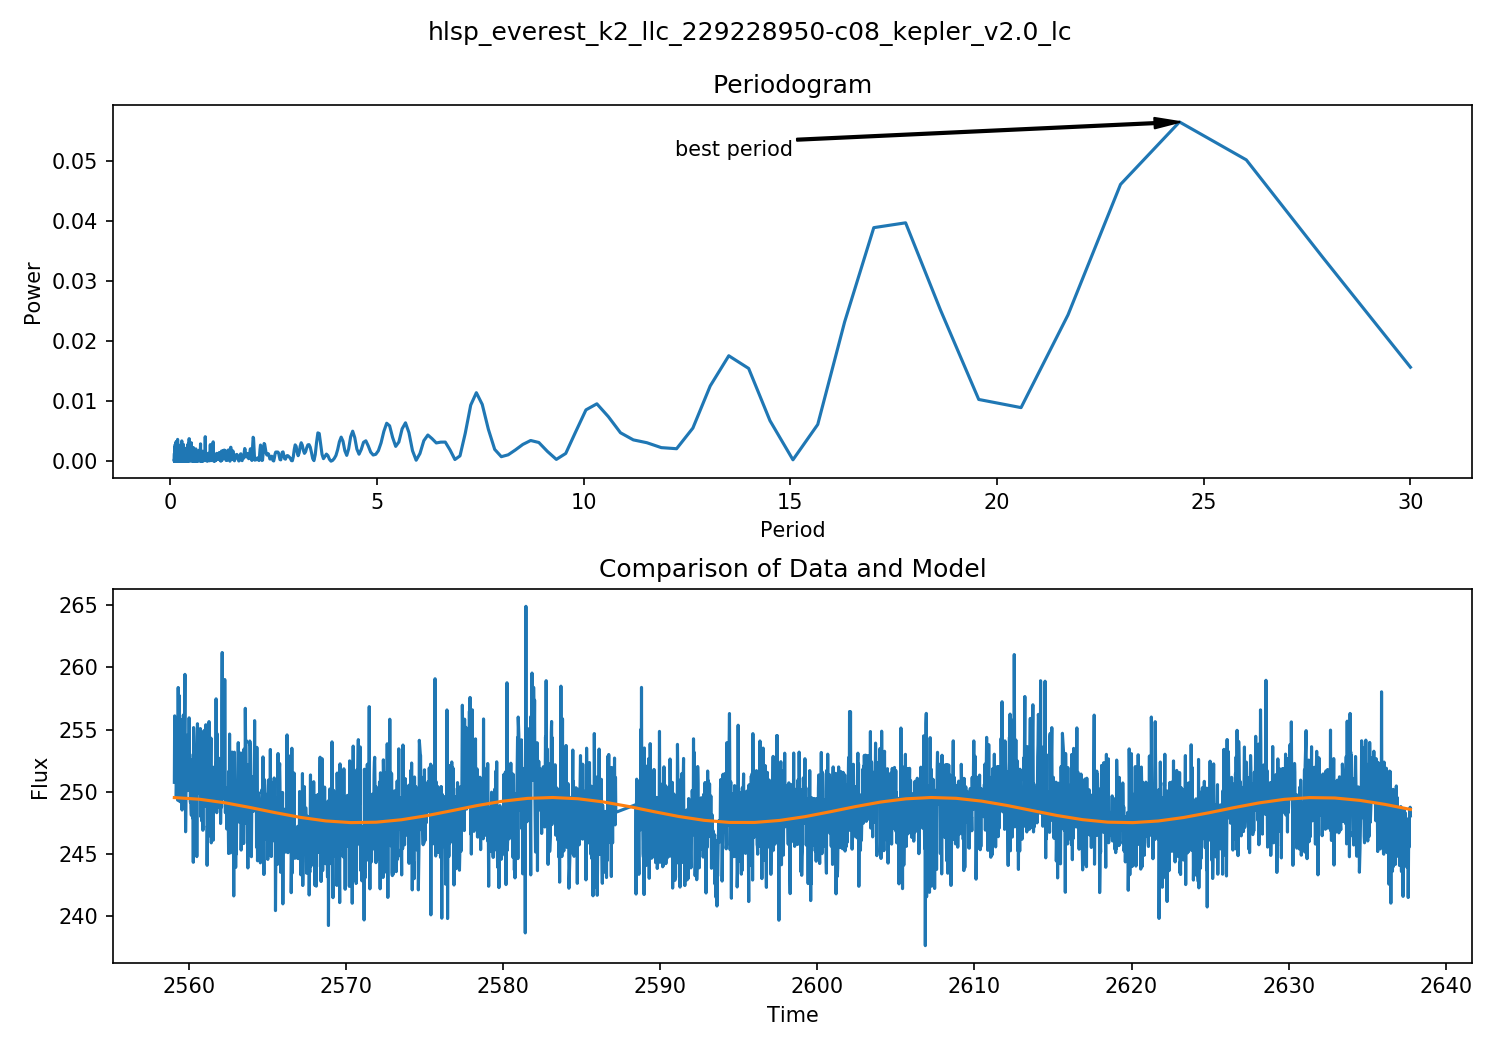 hlsp_everest_k2_llc_229228950-c08_kepler_v2.0_lc
Periodogram
best period
Power
0.05
0.04
0.03
0.02
0.01
0.00
0 5 10 15 20 25 30
Period
Comparison of Data and Model
Flux
265
260
255
250
245
240
2560 2570 2580 2590 2600 2610 2620 2630 2640
Time